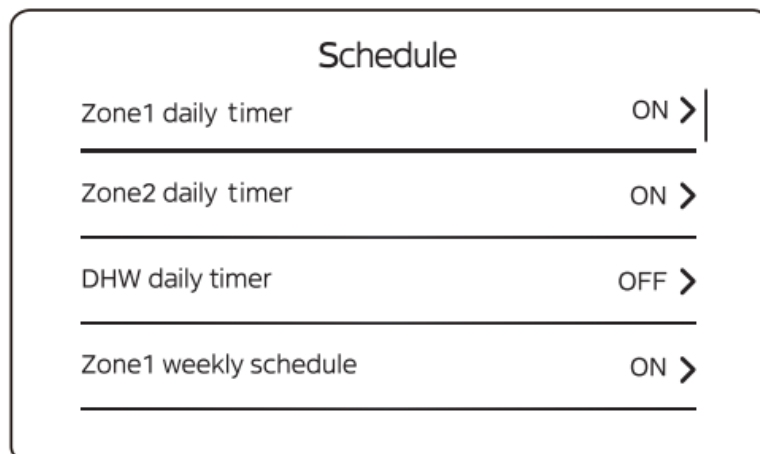 Schedule
Zone1 daily timer ON
Zone2 daily timer ON
DHW daily timer OFF
Zone1 weekly schedule ON